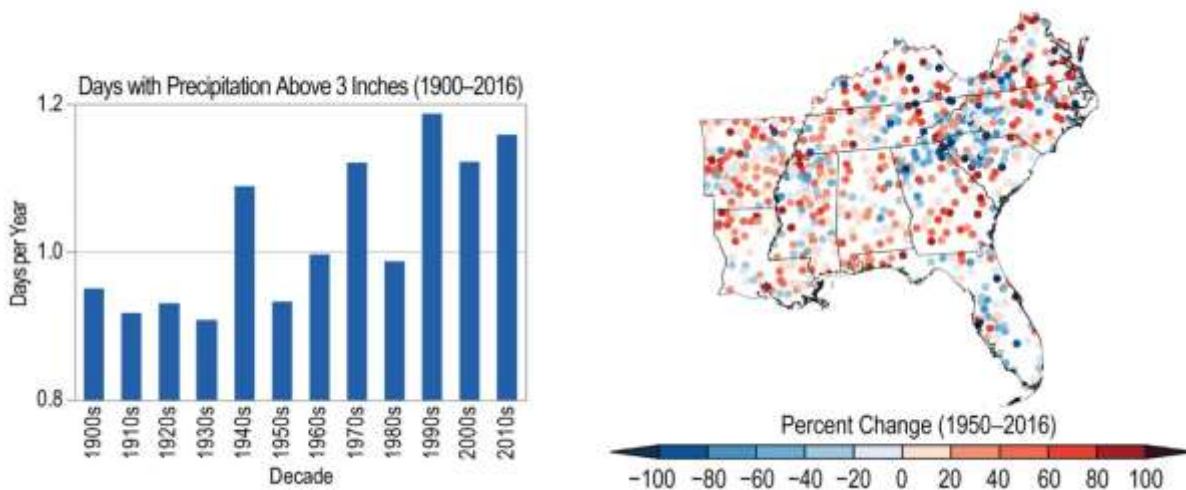 Days with Precipitation Above 3 Inches (1900–2016)
Days per Year
1.2
1.0
0.8
1900s
1910s
1920s
1930s
1940s
1950s
1960s
1970s
1980s
1990s
2000s
2010s
Decade
Percent Change (1950–2016)
−100 −80 −60 −40 −20 0 20 40 60 80 100